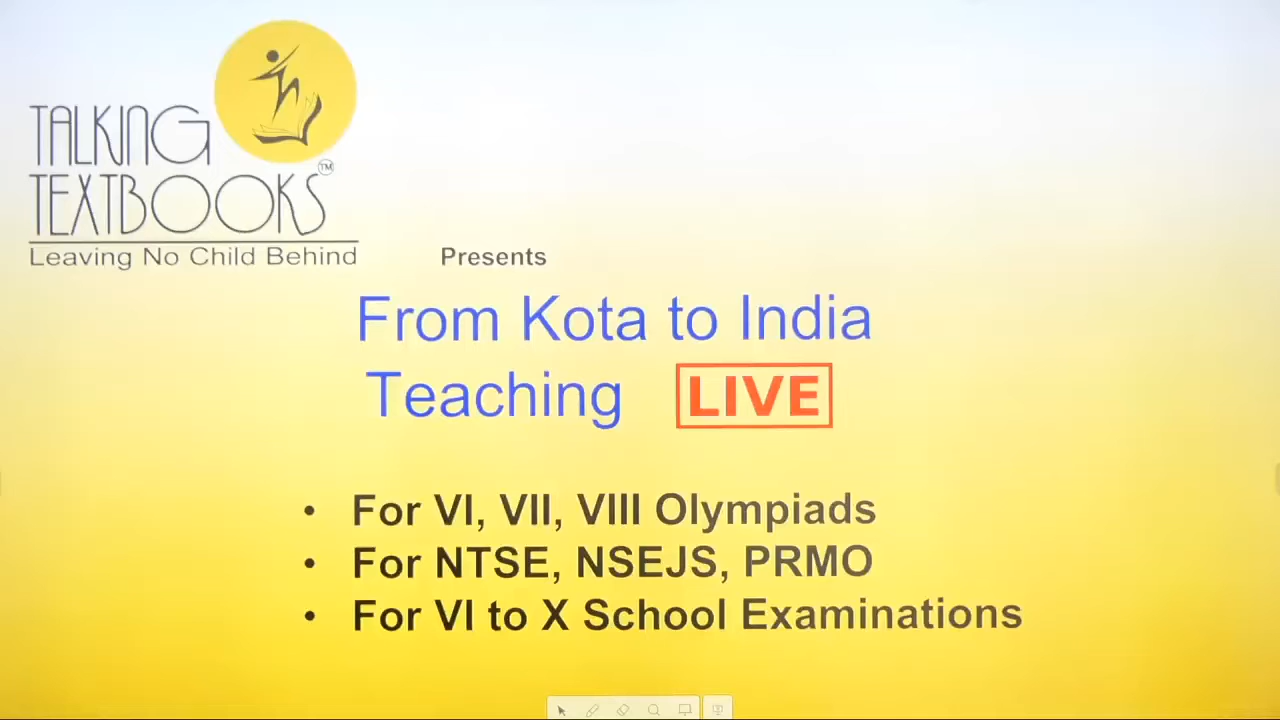 TALKING
TEXTBOOKS™
Leaving No Child Behind
Presents
From Kota to India
Teaching LIVE
• For VI, VII, VIII Olympiads
• For NTSE, NSEJS, PRMO
• For VI to X School Examinations